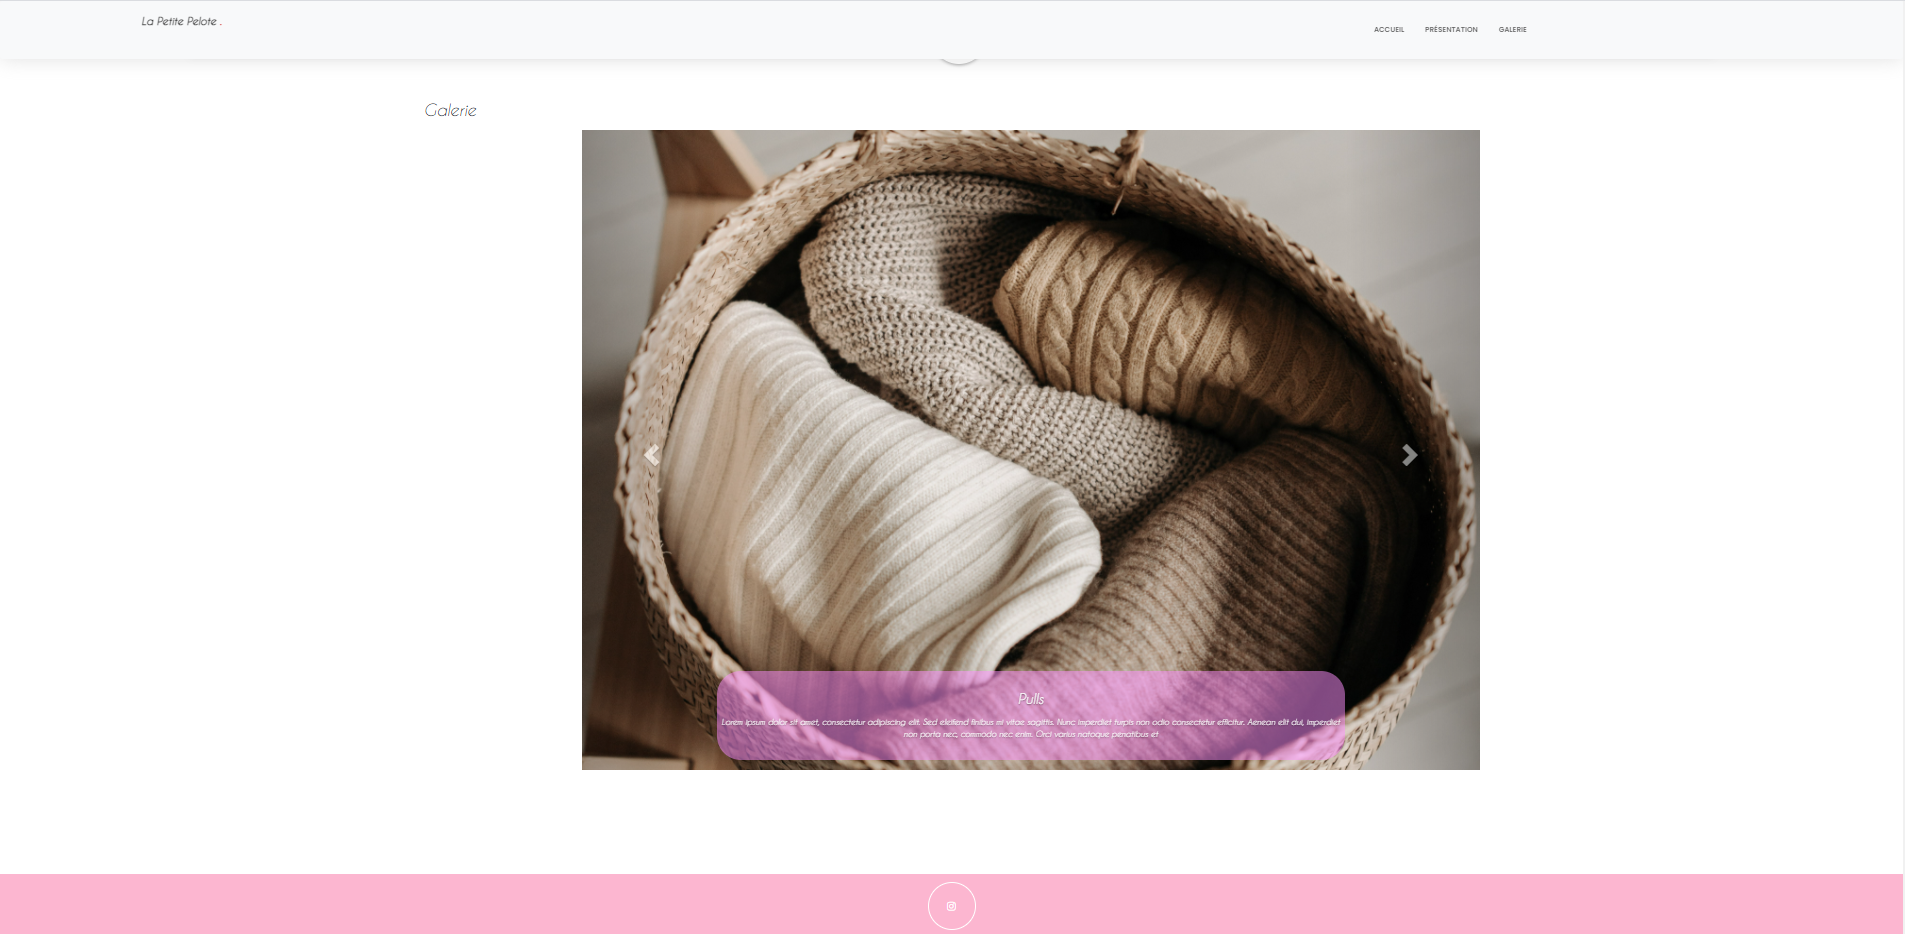 La Petite Pelote .
ACCUEIL PRÉSENTATION GALERIE
Galerie
Pulls
Lorem ipsum dolor sit amet, consectetur adipiscing elit. Sed eleifend finibus mi vitae sagittis. Nunc imperdiet turpis non odio consectetur efficitur. Aenean elit dui, imperdiet
non porta nec, commodo nec enim. Orci varius natoque penatibus et